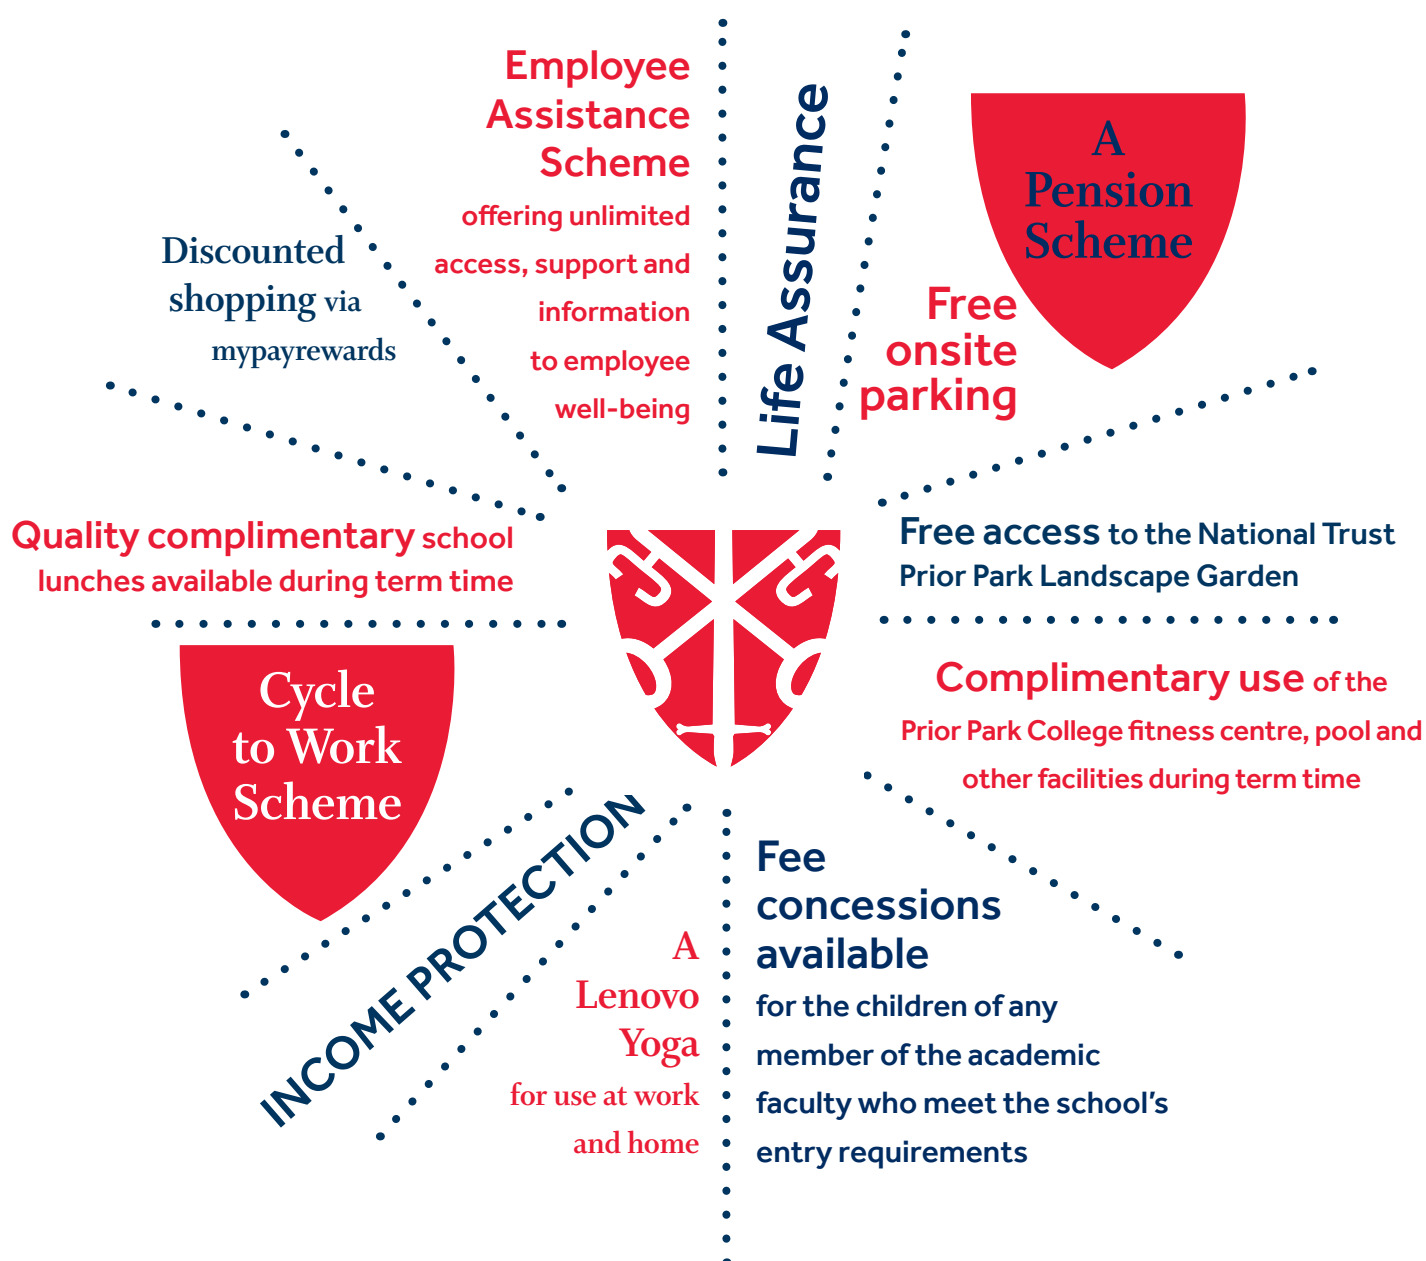 Employee
Assistance
Scheme
offering unlimited
access, support and
information
to employee
well-being
Life Assurance
A
Pension
Scheme
Free
onsite
parking
Discounted
shopping via
mypayrewards
Quality complimentary school
lunches available during term time
Free access to the National Trust
Prior Park Landscape Garden
Cycle
to Work
Scheme
Complimentary use of the
Prior Park College fitness centre, pool and
other facilities during term time
INCOME PROTECTION
A
Lenovo
Yoga
for use at work
and home
Fee
concessions
available
for the children of any
member of the academic
faculty who meet the school’s
entry requirements